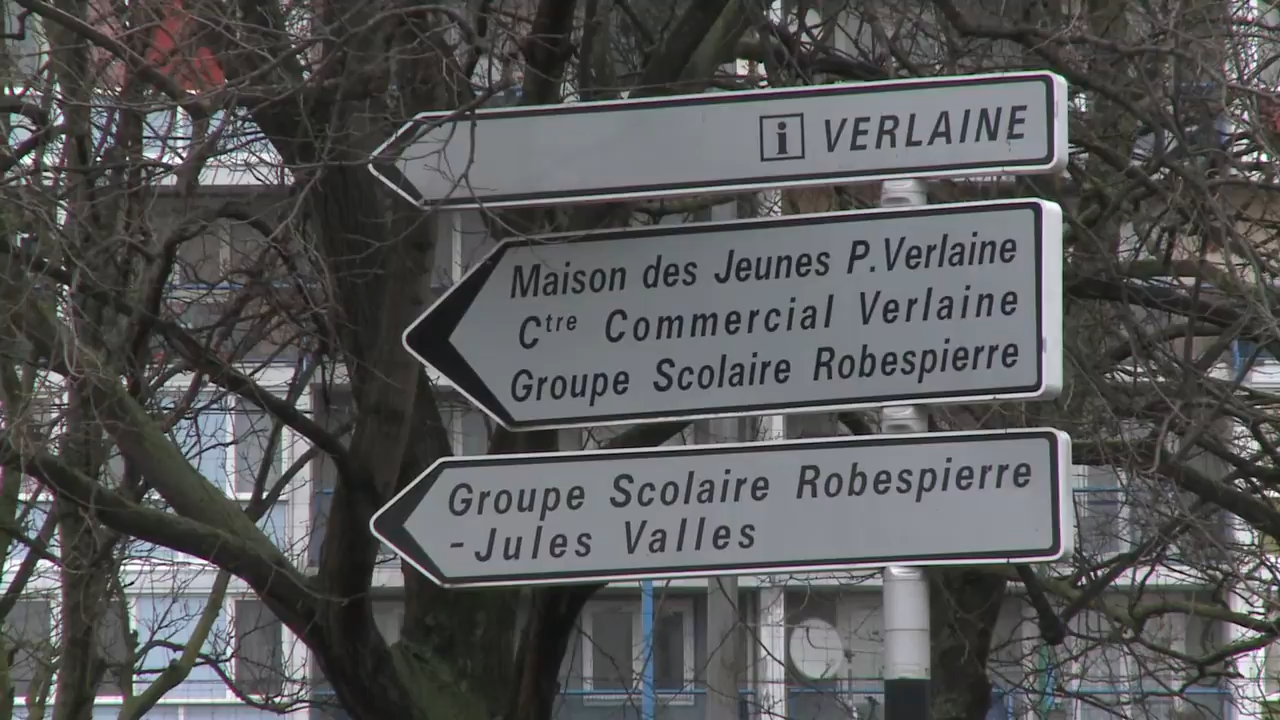 i VERLAINE
Maison des Jeunes P.Verlaine
Ctre Commercial Verlaine
Groupe Scolaire Robespierre
Groupe Scolaire Robespierre
-Jules Valles